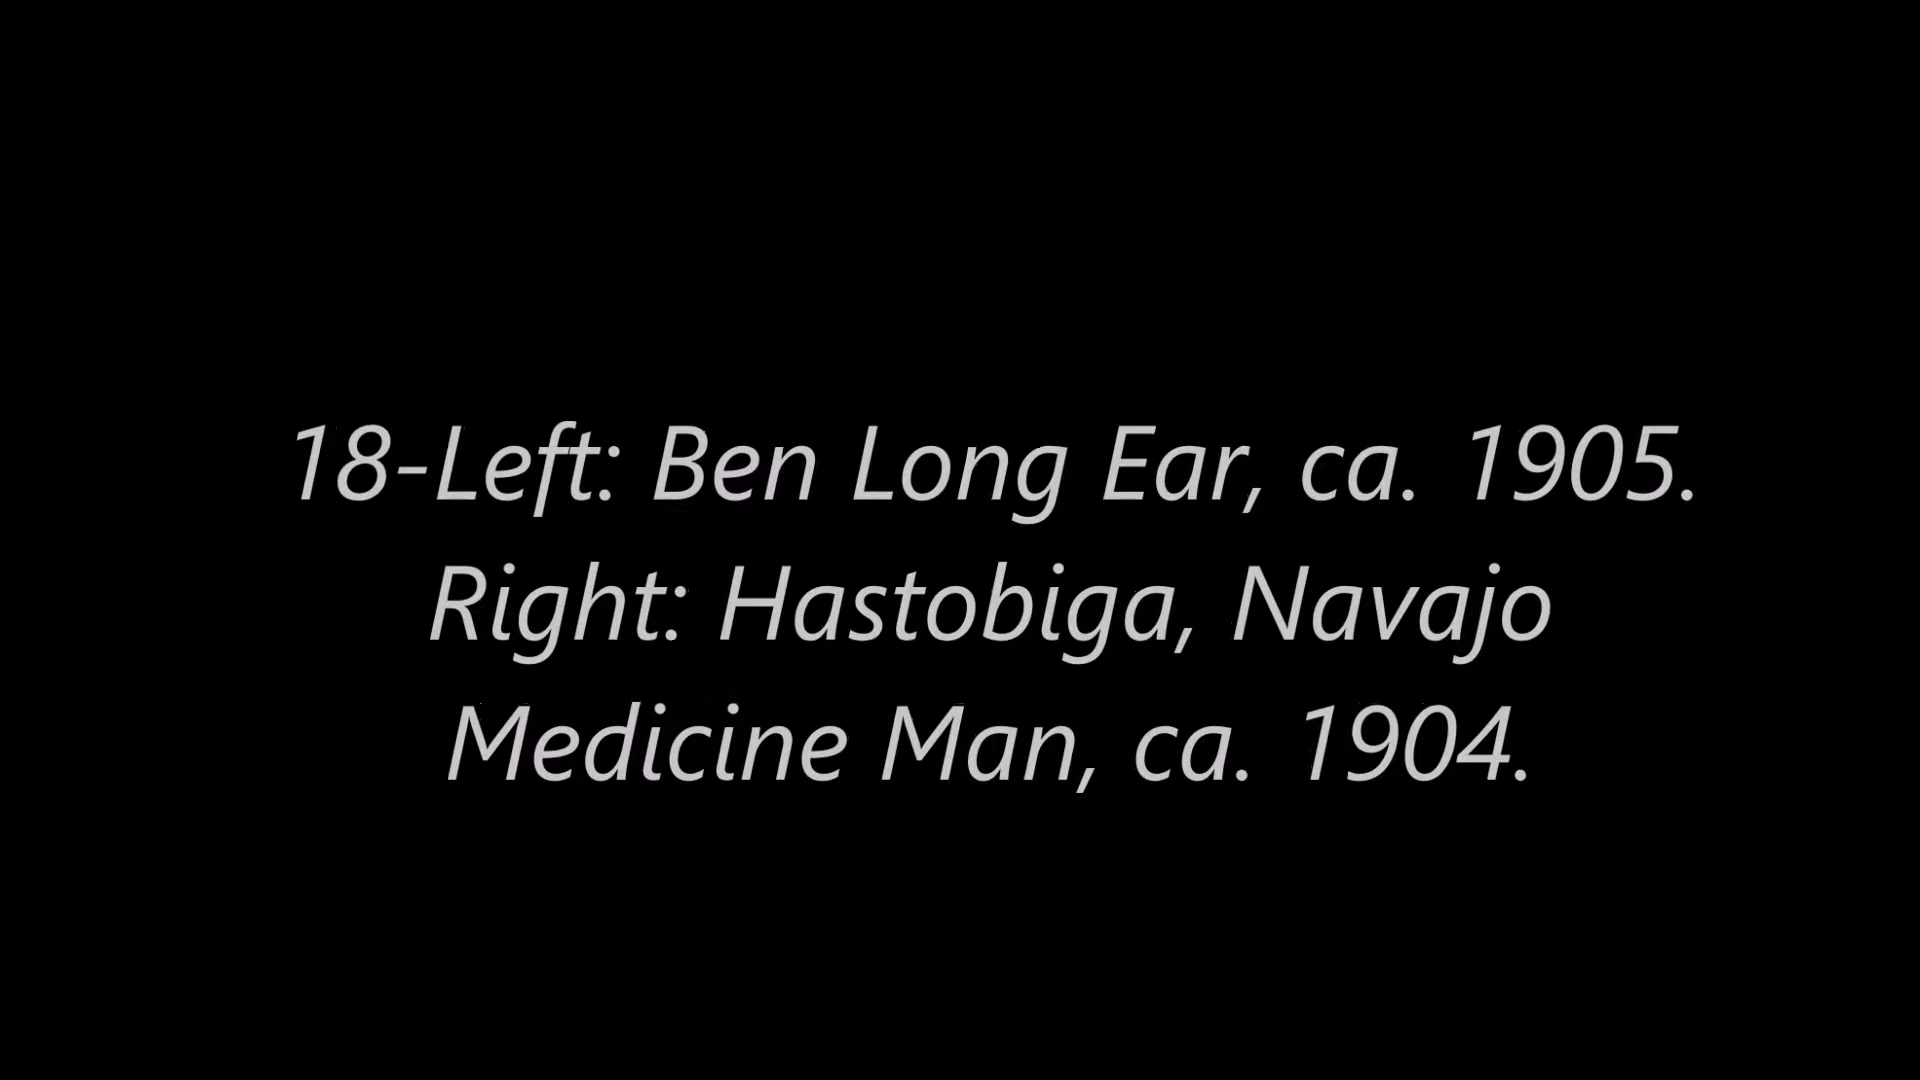 18-Left: Ben Long Ear, ca. 1905.
Right: Hastobiga, Navajo
Medicine Man, ca. 1904.